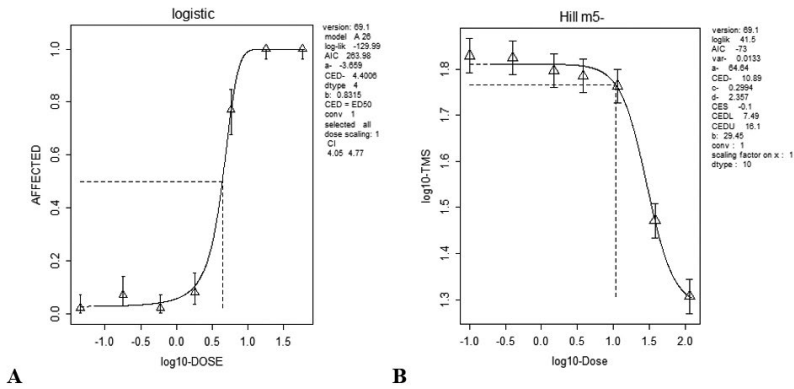 logistic
version: 69.1
model A 26
log-lik -129.99
AIC 263.98
a- -3.659
CED- 4.4006
dtype 4
b: 0.8315
CED = ED50
conv 1
selected all
dose scaling: 1
CI
4.05 4.77
AFFECTED
1.0
0.8
0.6
0.4
0.2
0.0
-1.0 -0.5 0.0 0.5 1.0 1.5
log10-DOSE
A
Hill m5-
version: 69.1
loglik 41.5
AIC -73
var- 0.0133
a- 64.64
CED- 10.89
c- 0.2994
d- 2.357
CES -0.1
CEDL 7.49
CEDU 16.1
b: 29.45
conv : 1
scaling factor on x : 1
dtype : 10
log10-TMS
1.8
1.7
1.6
1.5
1.4
1.3
-1.0 -0.5 0.0 0.5 1.0 1.5 2.0
log10-Dose
B